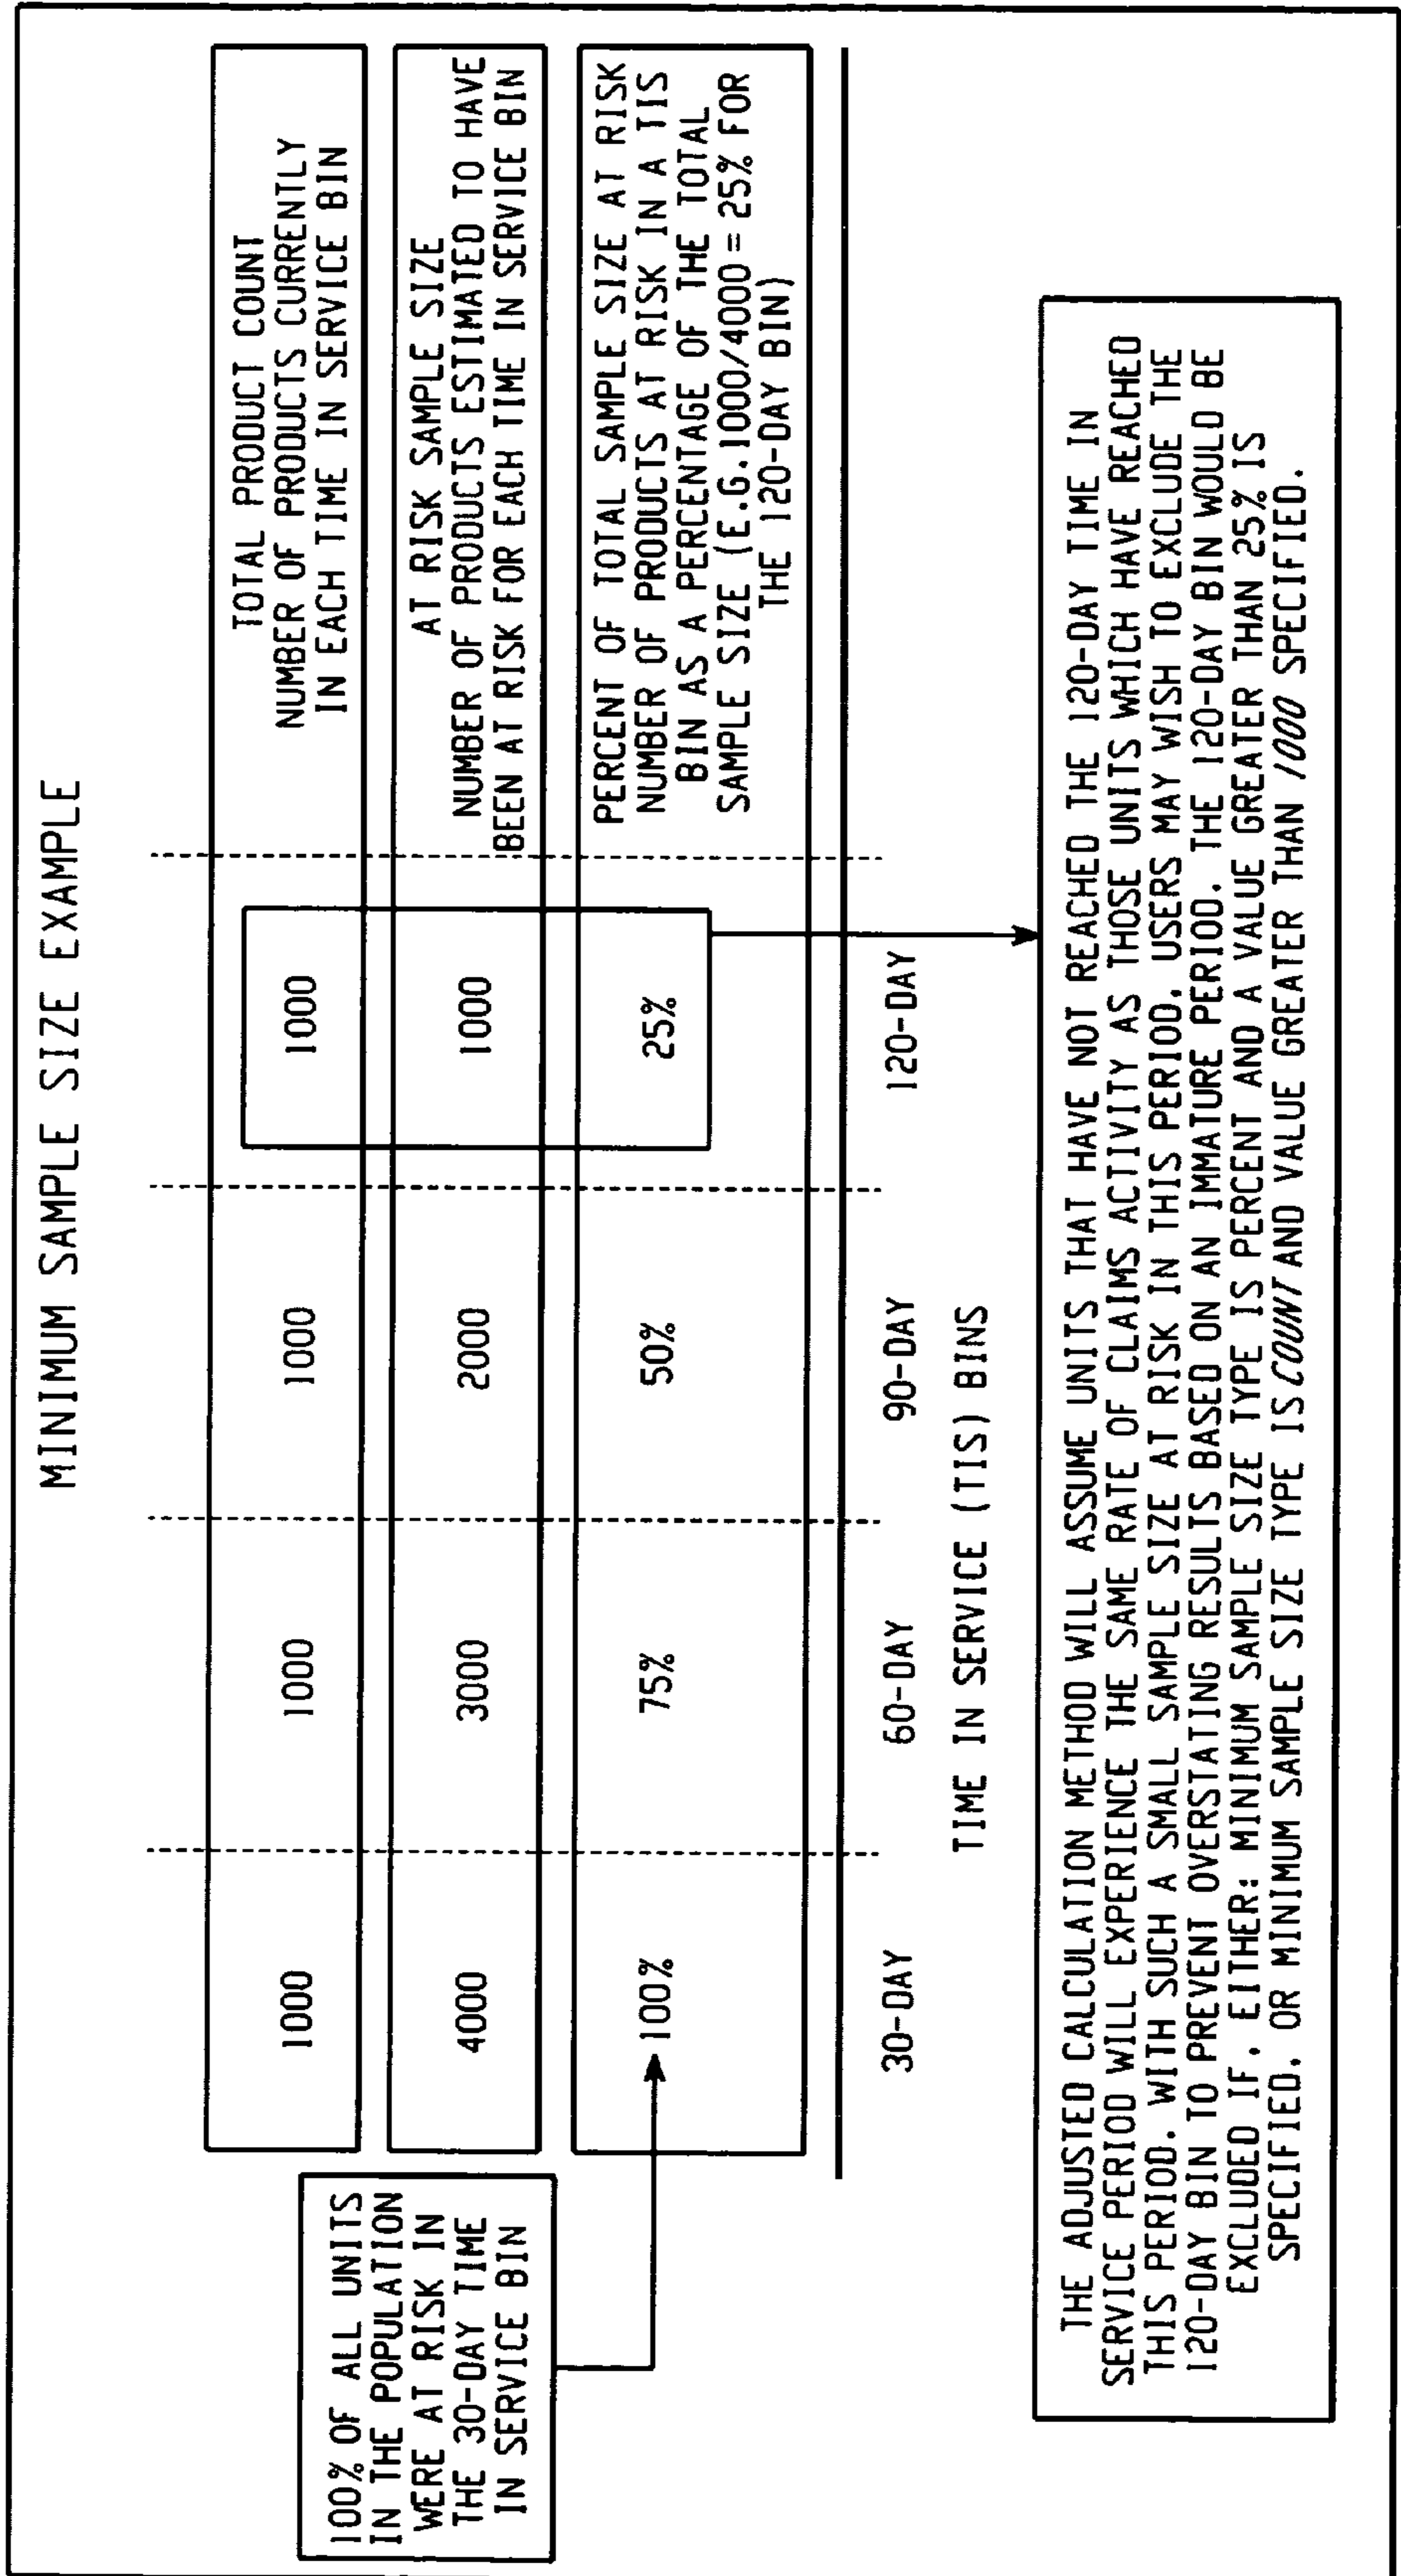 MINIMUM SAMPLE SIZE EXAMPLE
100% OF ALL UNITS
IN THE POPULATION
WERE AT RISK IN
THE 30-DAY TIME
IN SERVICE BIN
1000 1000 1000 1000
TOTAL PRODUCT COUNT
NUMBER OF PRODUCTS CURRENTLY
IN EACH TIME IN SERVICE BIN
4000 3000 2000 1000
AT RISK SAMPLE SIZE
NUMBER OF PRODUCTS ESTIMATED TO HAVE
BEEN AT RISK FOR EACH TIME IN SERVICE BIN
100% 75% 50% 25%
PERCENT OF TOTAL SAMPLE SIZE AT RISK
NUMBER OF PRODUCTS AT RISK IN A TIS
BIN AS A PERCENTAGE OF THE TOTAL
SAMPLE SIZE (E.G.1000/4000 = 25% FOR
THE 120-DAY BIN)
30-DAY 60-DAY 90-DAY 120-DAY
TIME IN SERVICE (TIS) BINS
THE ADJUSTED CALCULATION METHOD WILL ASSUME UNITS THAT HAVE NOT REACHED THE 120-DAY TIME IN
SERVICE PERIOD WILL EXPERIENCE THE SAME RATE OF CLAIMS ACTIVITY AS THOSE UNITS WHICH HAVE REACHED
THIS PERIOD. WITH SUCH A SMALL SAMPLE SIZE AT RISK IN THIS PERIOD, USERS MAY WISH TO EXCLUDE THE
120-DAY BIN TO PREVENT OVERSTATING RESULTS BASED ON AN IMMATURE PERIOD. THE 120-DAY BIN WOULD BE
EXCLUDED IF, EITHER: MINIMUM SAMPLE SIZE TYPE IS PERCENT AND A VALUE GREATER THAN 25% IS
SPECIFIED, OR MINIMUM SAMPLE SIZE TYPE IS COUNT AND VALUE GREATER THAN 1000 SPECIFIED.